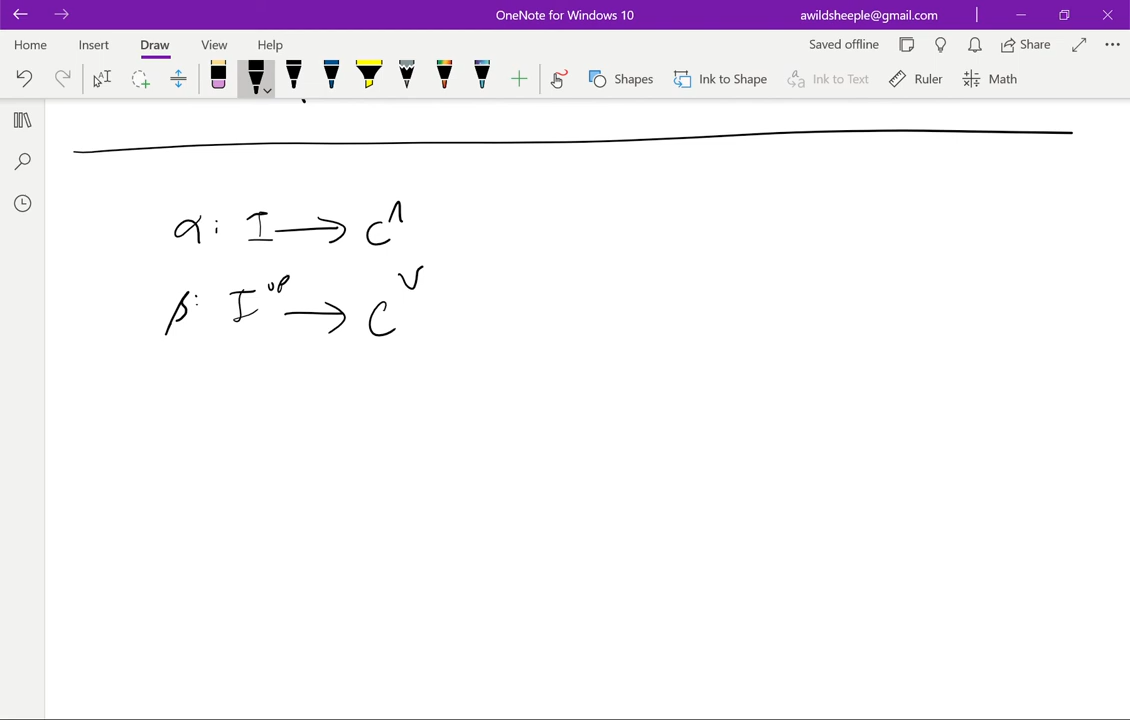 OneNote for Windows 10
awildsheeple@gmail.com
Home Insert Draw View Help
Saved offline
Share
Shapes Ink to Shape Ink to Text Ruler Math
α: I → C^∧
β: I^op → C^∨